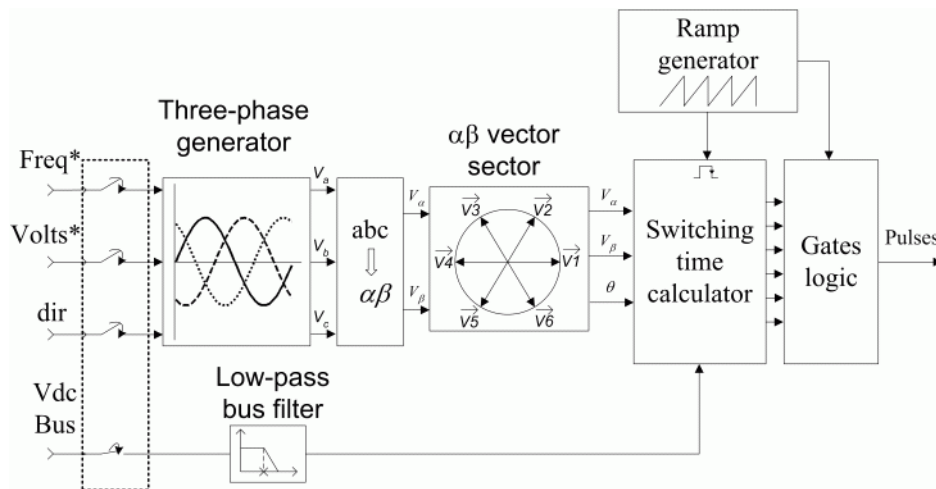 Ramp
generator
Three-phase
generator
αβ vector
sector
Freq*
Volts*
dir
Vdc
Bus
Va
Vb
Vc
abc
αβ
Vα
Vβ
V3
V2
V4
V1
V5
V6
Vα
Vβ
θ
Switching
time
calculator
Gates
logic
Pulses
Low-pass
bus filter